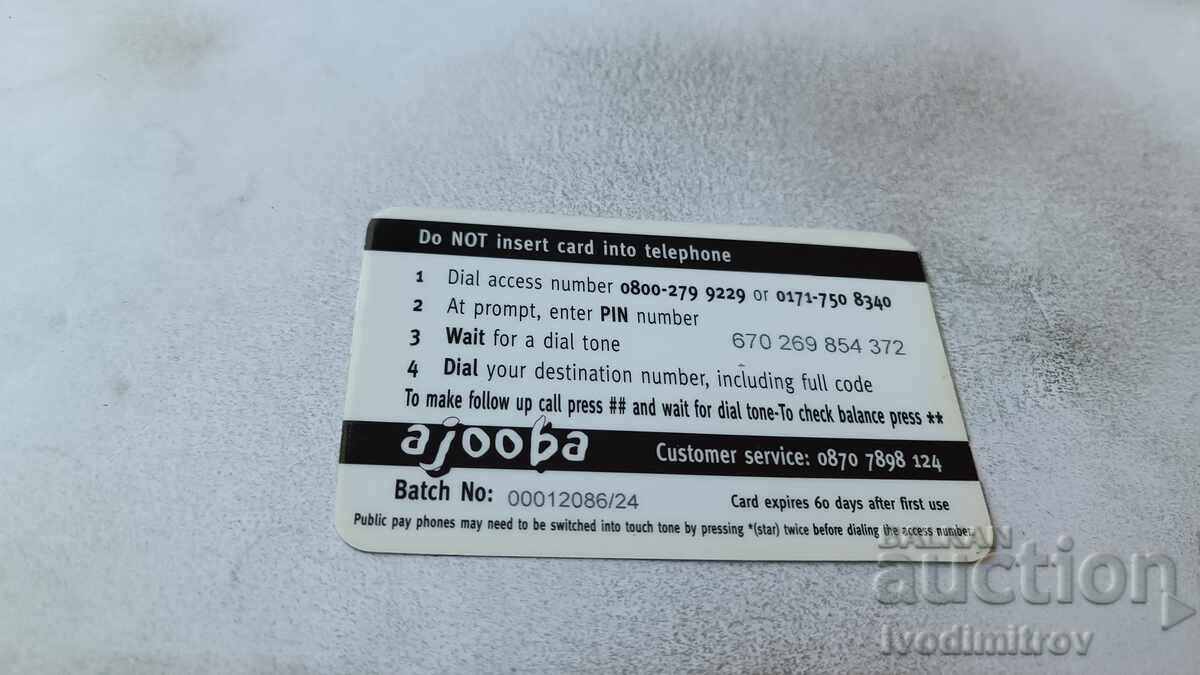 Do NOT insert card into telephone
1 Dial access number 0800-279 9229 or 0171-750 8340
2 At prompt, enter PIN number
670 269 854 372
3 Wait for a dial tone
4 Dial your destination number, including full code
To make follow up call press ## and wait for dial tone-To check balance press **
ajooba Customer service: 0870 7898 124
Batch No: 00012086/24 Card expires 60 days after first use
Public pay phones may need to be switched into touch tone by pressing *(star) twice before dialing the access number.
BALKAN
auction
ivodimitrov